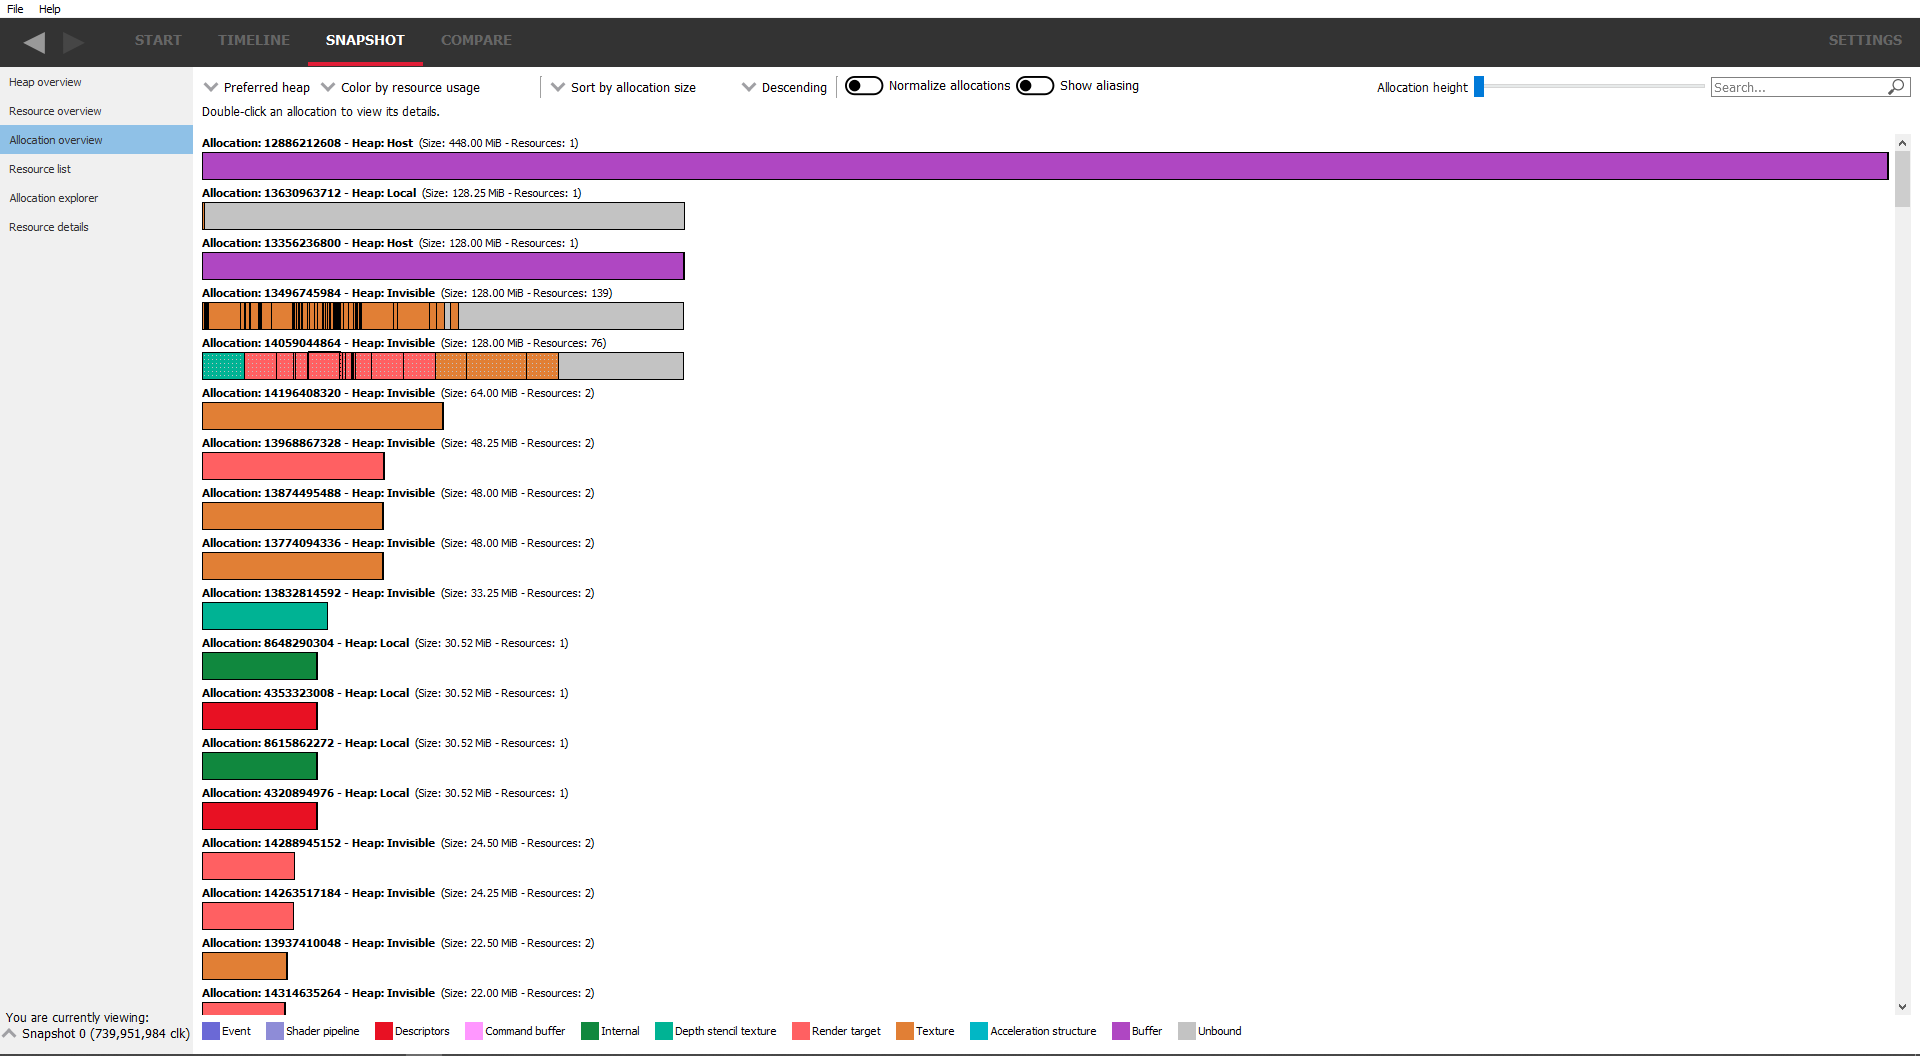 File Help
START TIMELINE SNAPSHOT COMPARE SETTINGS
Heap overview
Resource overview
Allocation overview
Resource list
Allocation explorer
Resource details
You are currently viewing:
Snapshot 0 (739,951,984 clk)
Preferred heap Color by resource usage Sort by allocation size Descending Normalize allocations Show aliasing Allocation height Search...
Double-click an allocation to view its details.
Allocation: 12886212608 - Heap: Host (Size: 448.00 MiB - Resources: 1)
Allocation: 13630963712 - Heap: Local (Size: 128.25 MiB - Resources: 1)
Allocation: 13356236800 - Heap: Host (Size: 128.00 MiB - Resources: 1)
Allocation: 13496745984 - Heap: Invisible (Size: 128.00 MiB - Resources: 139)
Allocation: 14059044864 - Heap: Invisible (Size: 128.00 MiB - Resources: 76)
Allocation: 14196408320 - Heap: Invisible (Size: 64.00 MiB - Resources: 2)
Allocation: 13968867328 - Heap: Invisible (Size: 48.25 MiB - Resources: 2)
Allocation: 13874495488 - Heap: Invisible (Size: 48.00 MiB - Resources: 2)
Allocation: 13774094336 - Heap: Invisible (Size: 48.00 MiB - Resources: 2)
Allocation: 13832814592 - Heap: Invisible (Size: 33.25 MiB - Resources: 2)
Allocation: 8648290304 - Heap: Local (Size: 30.52 MiB - Resources: 1)
Allocation: 4353323008 - Heap: Local (Size: 30.52 MiB - Resources: 1)
Allocation: 8615862272 - Heap: Local (Size: 30.52 MiB - Resources: 1)
Allocation: 4320894976 - Heap: Local (Size: 30.52 MiB - Resources: 1)
Allocation: 14288945152 - Heap: Invisible (Size: 24.50 MiB - Resources: 2)
Allocation: 14263517184 - Heap: Invisible (Size: 24.25 MiB - Resources: 2)
Allocation: 13937410048 - Heap: Invisible (Size: 22.50 MiB - Resources: 2)
Allocation: 14314635264 - Heap: Invisible (Size: 22.00 MiB - Resources: 2)
Event Shader pipeline Descriptors Command buffer Internal Depth stencil texture Render target Texture Acceleration structure Buffer Unbound